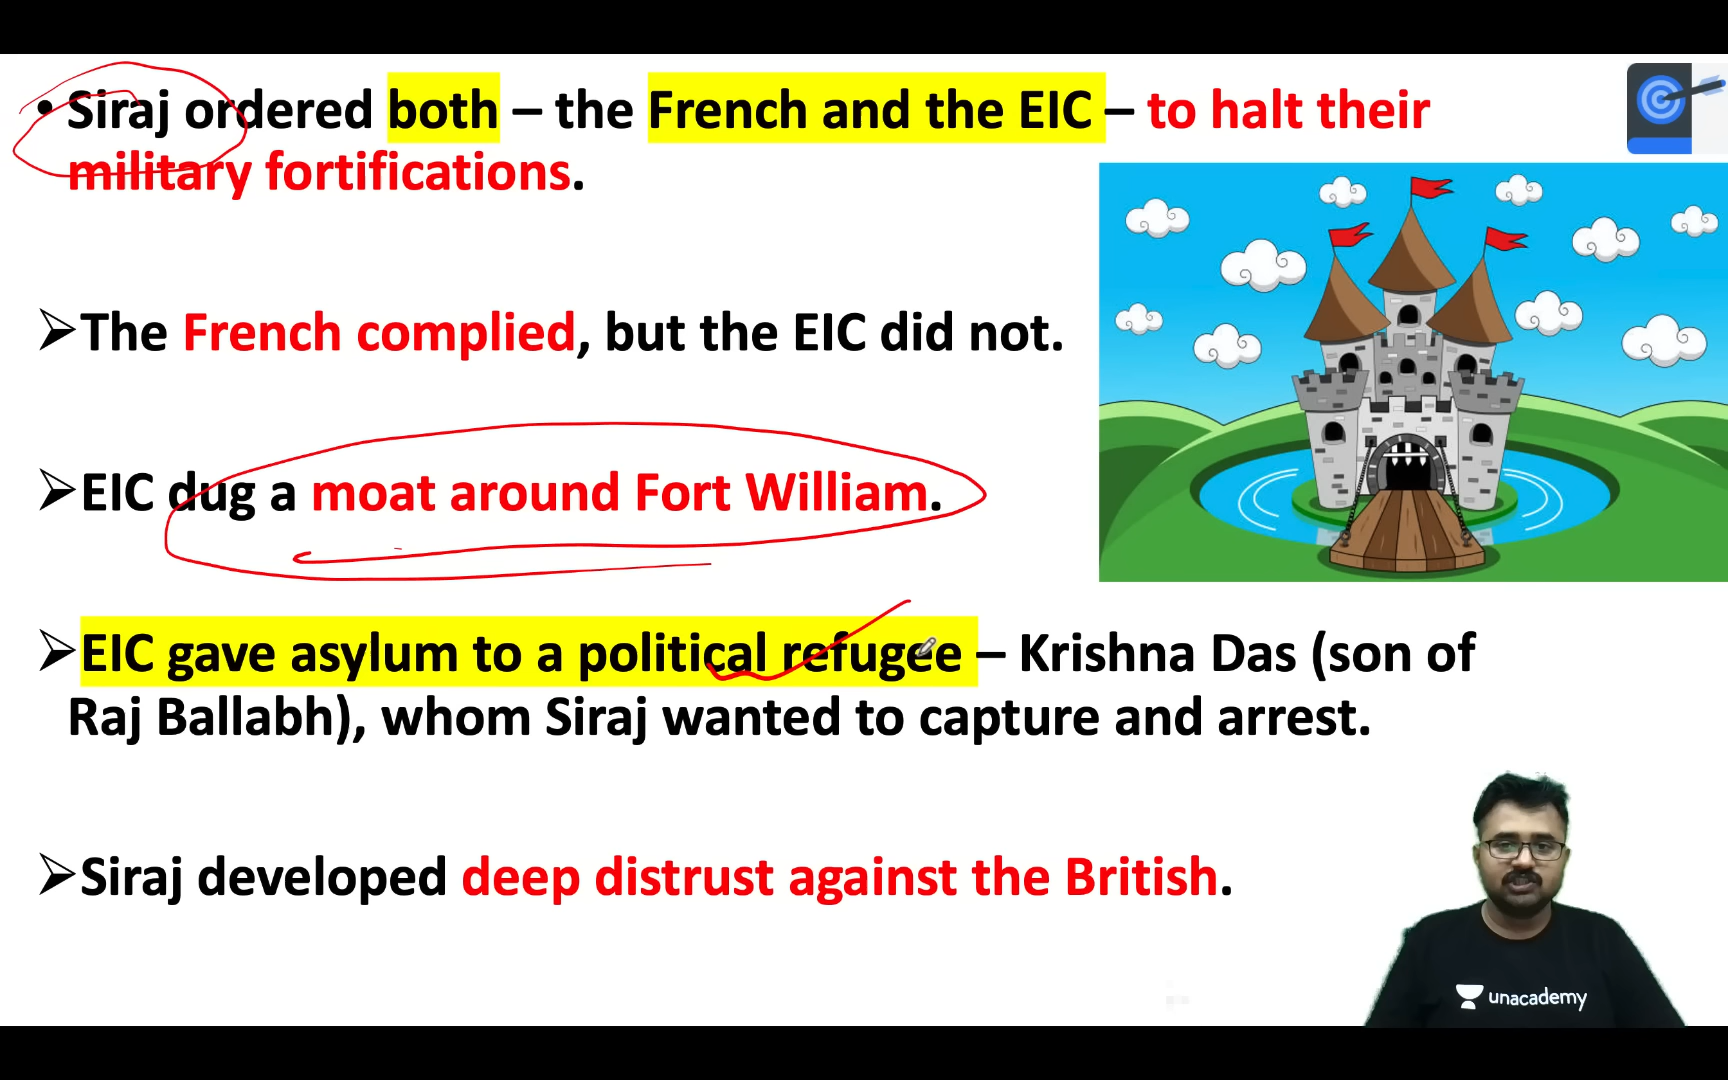 • Siraj ordered both – the French and the EIC – to halt their
military fortifications.
➢The French complied, but the EIC did not.
➢EIC dug a moat around Fort William.
➢EIC gave asylum to a political refugee – Krishna Das (son of
Raj Ballabh), whom Siraj wanted to capture and arrest.
➢Siraj developed deep distrust against the British.
unacademy